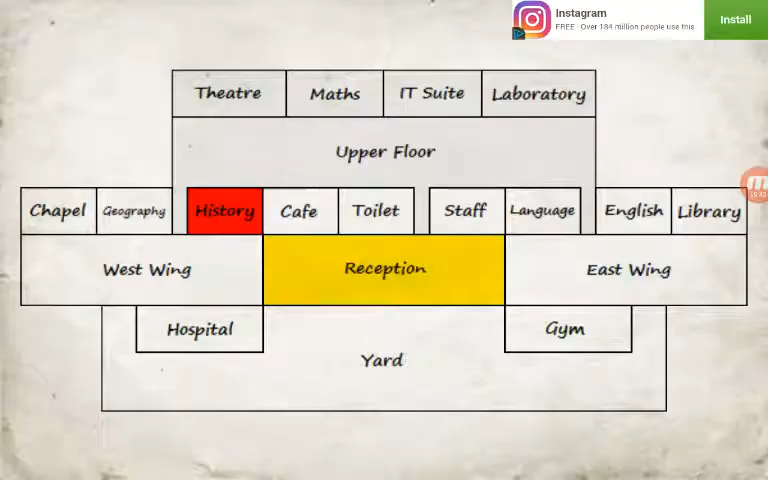 Instagram
FREE · Over 184 million people use this
Install
Theatre
Maths
IT Suite
Laboratory
Upper Floor
Chapel
Geography
History
Cafe
Toilet
Staff
Language
English
Library
West Wing
Reception
East Wing
Hospital
Gym
Yard